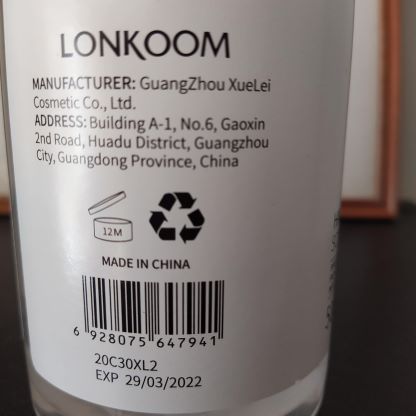 LONKOOM
MANUFACTURER: GuangZhou XueLei
Cosmetic Co., Ltd.
ADDRESS: Building A-1, No.6, Gaoxin
2nd Road, Huadu District, Guangzhou
City, Guangdong Province, China
12M
MADE IN CHINA
6 928075 647941
20C30XL2
EXP 29/03/2022